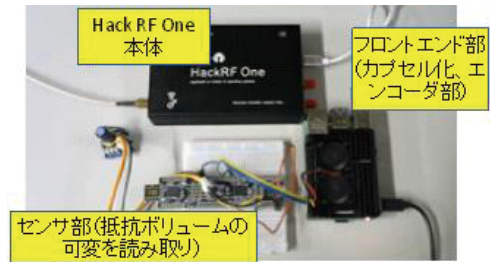 Hack RF One
本体
フロントエンド部
(カプセル化、エ
ンコーダ部)
HackRF One
センサ部(抵抗ボリュームの
可変を読み取り)